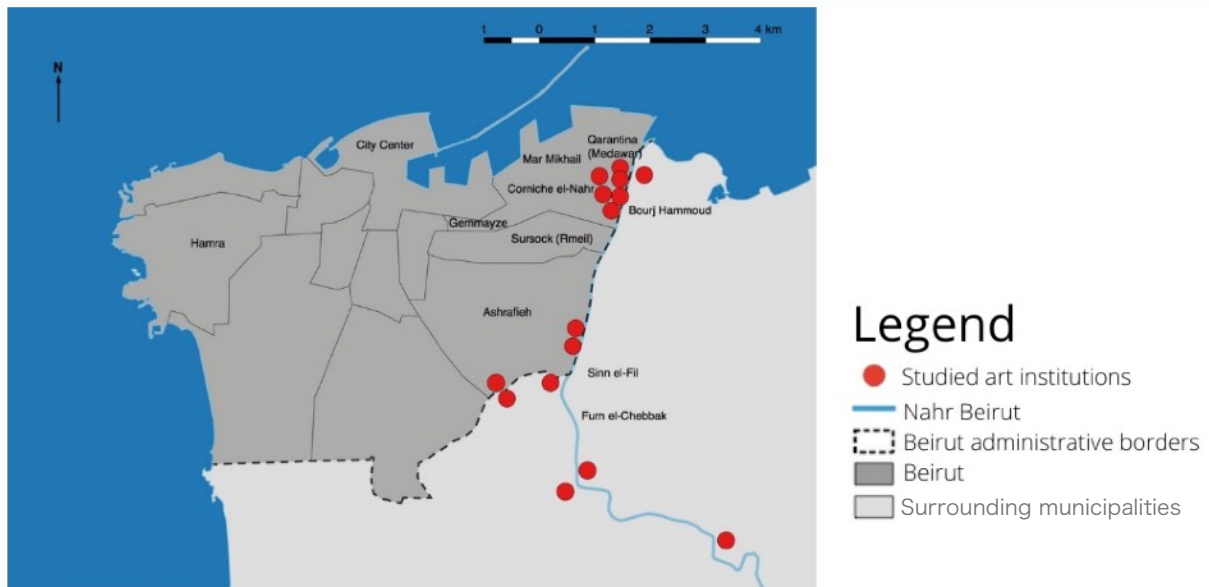 1 0 1 2 3 4 km
N
City Center
Qarantina
(Medawar)
Mar Mikhail
Corniche el-Nahr
Bourj Hammoud
Gemmayze
Hamra
Sursock (Rmeil)
Ashrafieh
Sinn el-Fil
Furn el-Chebbak
Legend
Studied art institutions
Nahr Beirut
Beirut administrative borders
Beirut
Surrounding municipalities